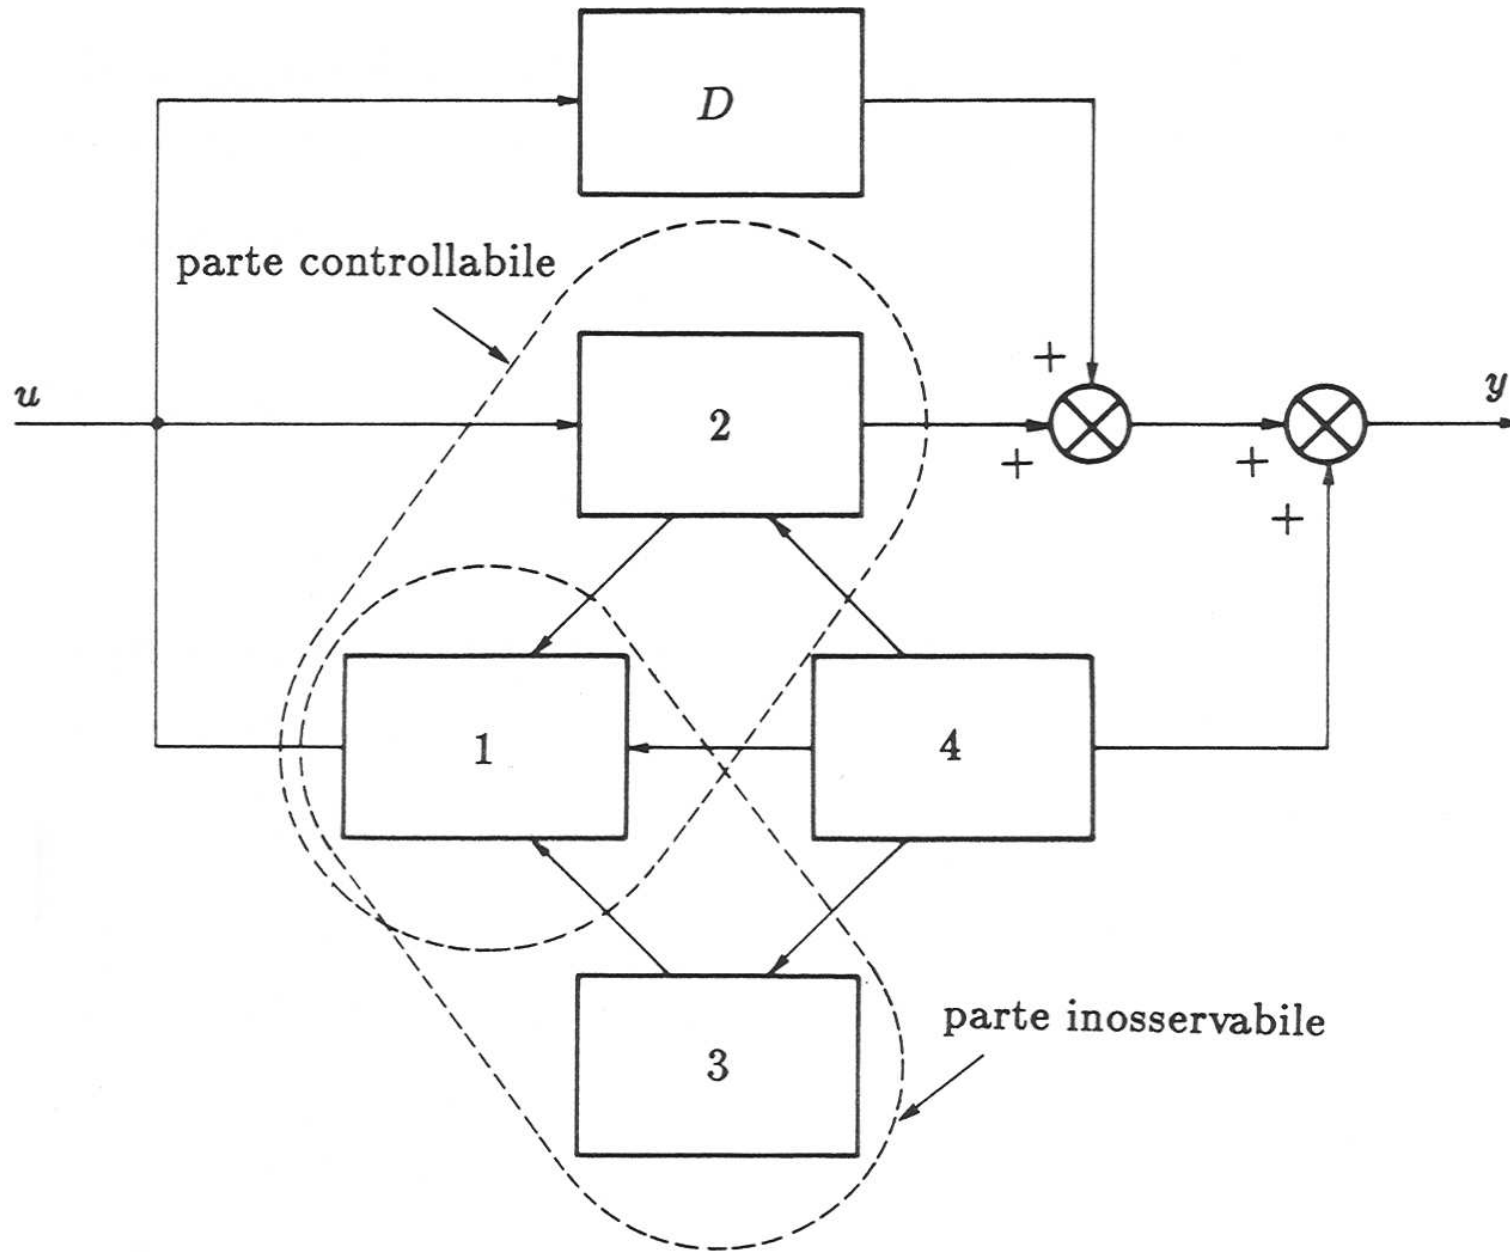 D
parte controllabile
u
2
+
+
+
+
y
1
4
3
parte inosservabile